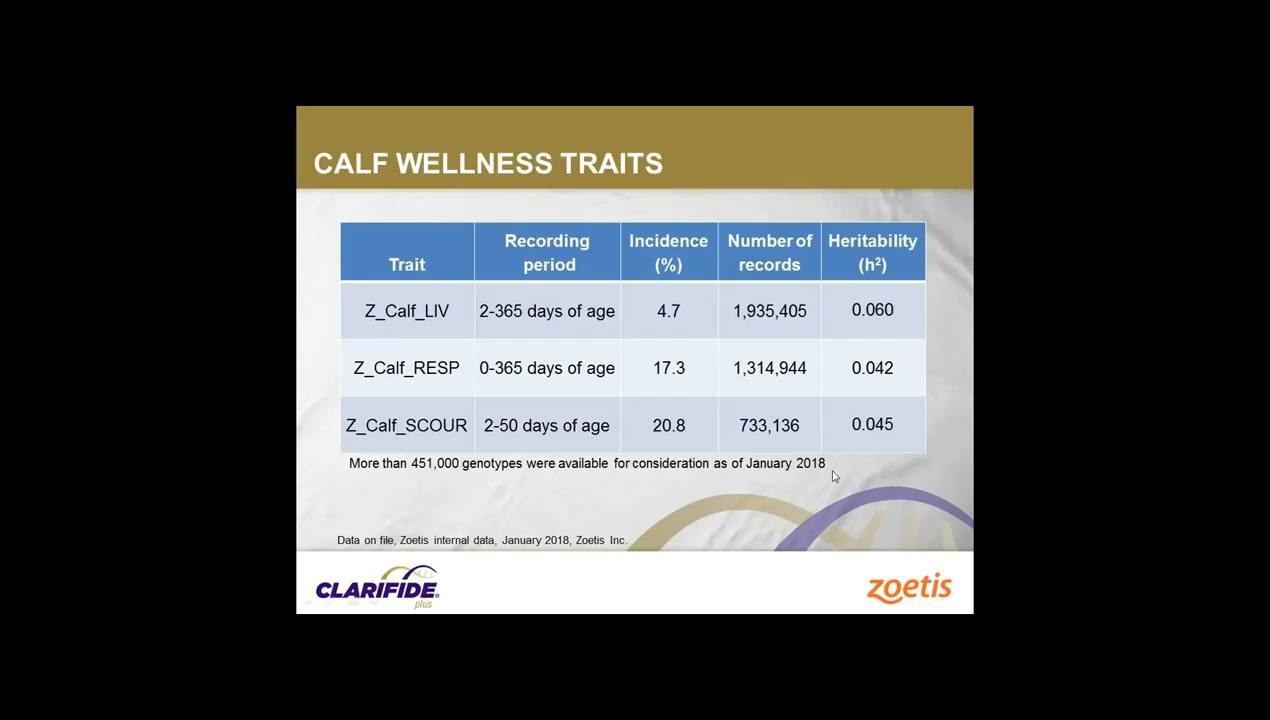 CALF WELLNESS TRAITS
Trait Recording period Incidence (%) Number of records Heritability (h²)
Z_Calf_LIV 2-365 days of age 4.7 1,935,405 0.060
Z_Calf_RESP 0-365 days of age 17.3 1,314,944 0.042
Z_Calf_SCOUR 2-50 days of age 20.8 733,136 0.045
More than 451,000 genotypes were available for consideration as of January 2018
Data on file, Zoetis internal data, January 2018, Zoetis Inc.
CLARIFIDE®
plus
zoetis